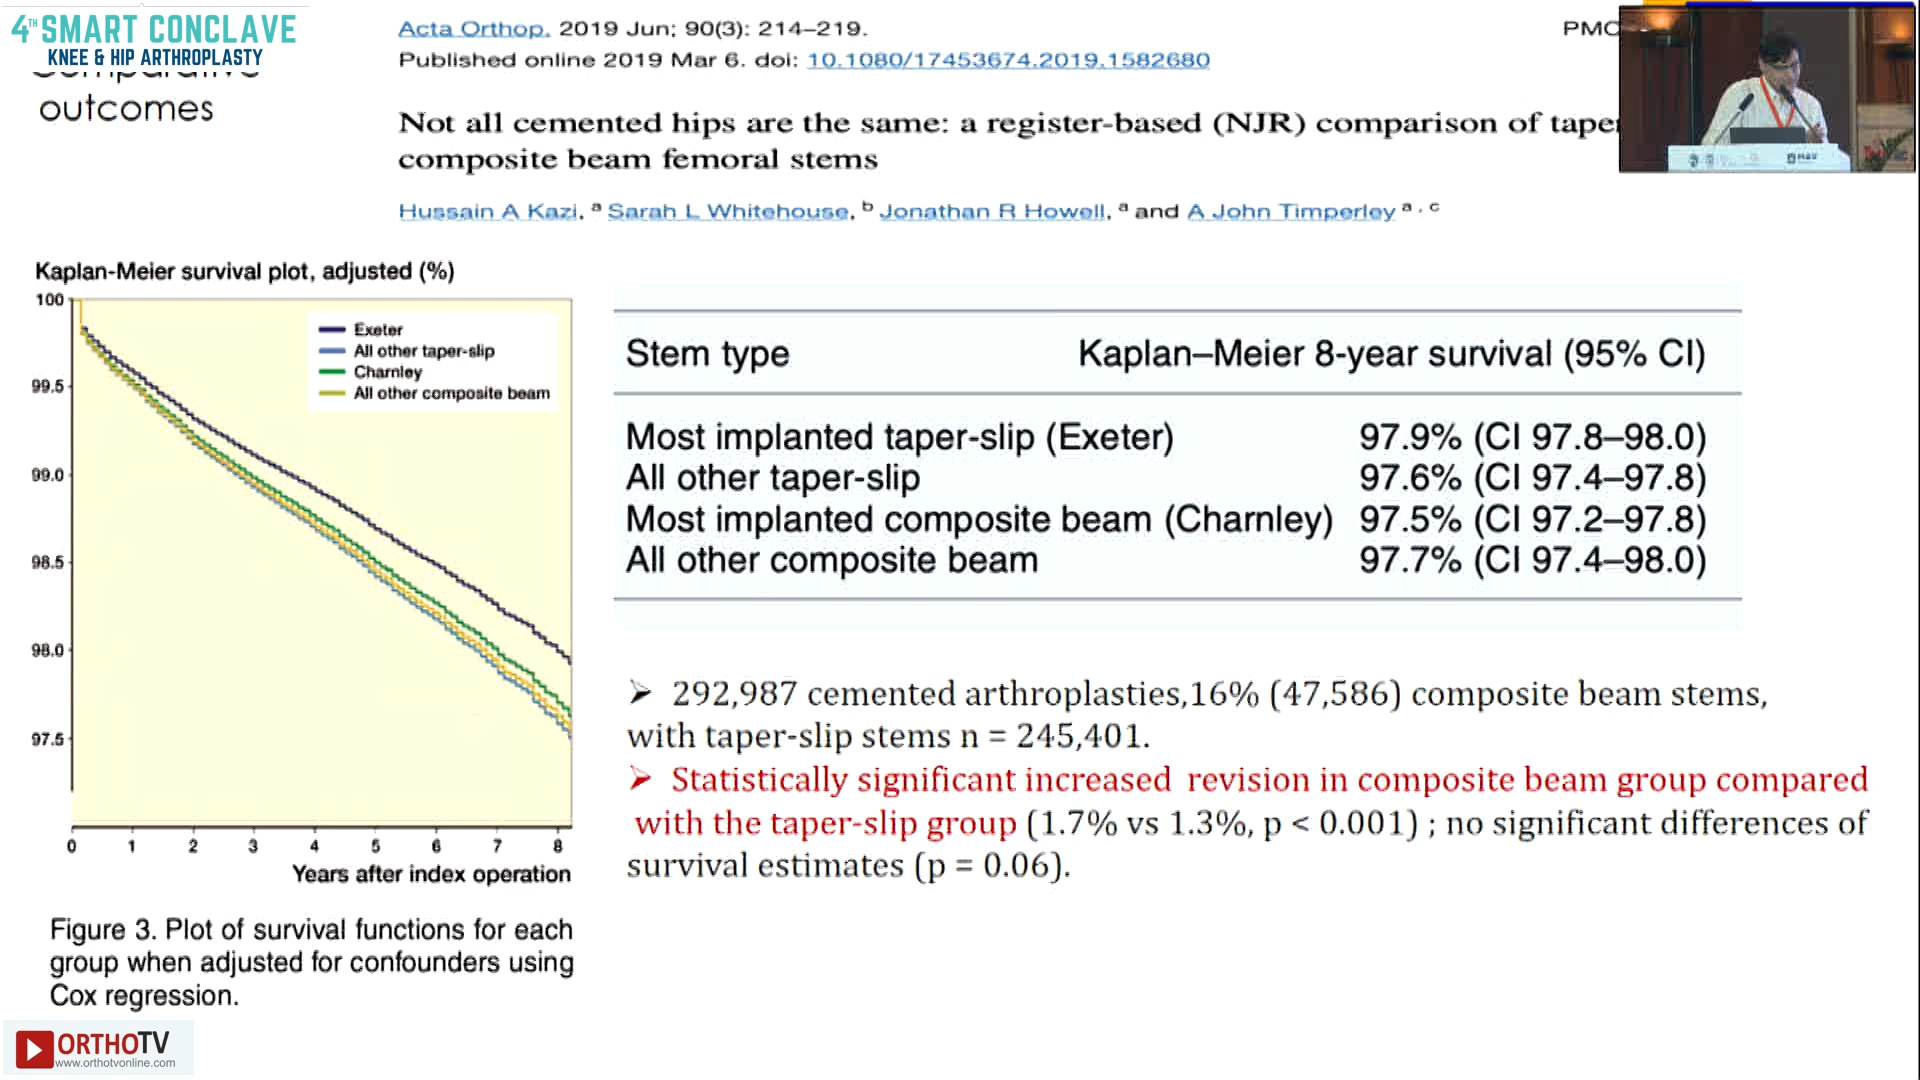 4TH SMART CONCLAVE
KNEE & HIP ARTHROPLASTY
Comparative
outcomes
Acta Orthop. 2019 Jun; 90(3): 214–219.
PMC
Published online 2019 Mar 6. doi: 10.1080/17453674.2019.1582680
Not all cemented hips are the same: a register-based (NJR) comparison of taper
composite beam femoral stems
Hussain A Kazi, a Sarah L Whitehouse, b Jonathan R Howell, a and A John Timperley a, c
Kaplan-Meier survival plot, adjusted (%)
100
99.5
99.0
98.5
98.0
97.5
Exeter
All other taper-slip
Charnley
All other composite beam
0 1 2 3 4 5 6 7 8
Years after index operation
Figure 3. Plot of survival functions for each
group when adjusted for confounders using
Cox regression.
Stem type Kaplan–Meier 8-year survival (95% CI)
Most implanted taper-slip (Exeter) 97.9% (CI 97.8–98.0)
All other taper-slip 97.6% (CI 97.4–97.8)
Most implanted composite beam (Charnley) 97.5% (CI 97.2–97.8)
All other composite beam 97.7% (CI 97.4–98.0)
➢ 292,987 cemented arthroplasties,16% (47,586) composite beam stems,
with taper-slip stems n = 245,401.
➢ Statistically significant increased revision in composite beam group compared
with the taper-slip group (1.7% vs 1.3%, p < 0.001) ; no significant differences of
survival estimates (p = 0.06).
ORTHOTV
www.orthotvonline.com